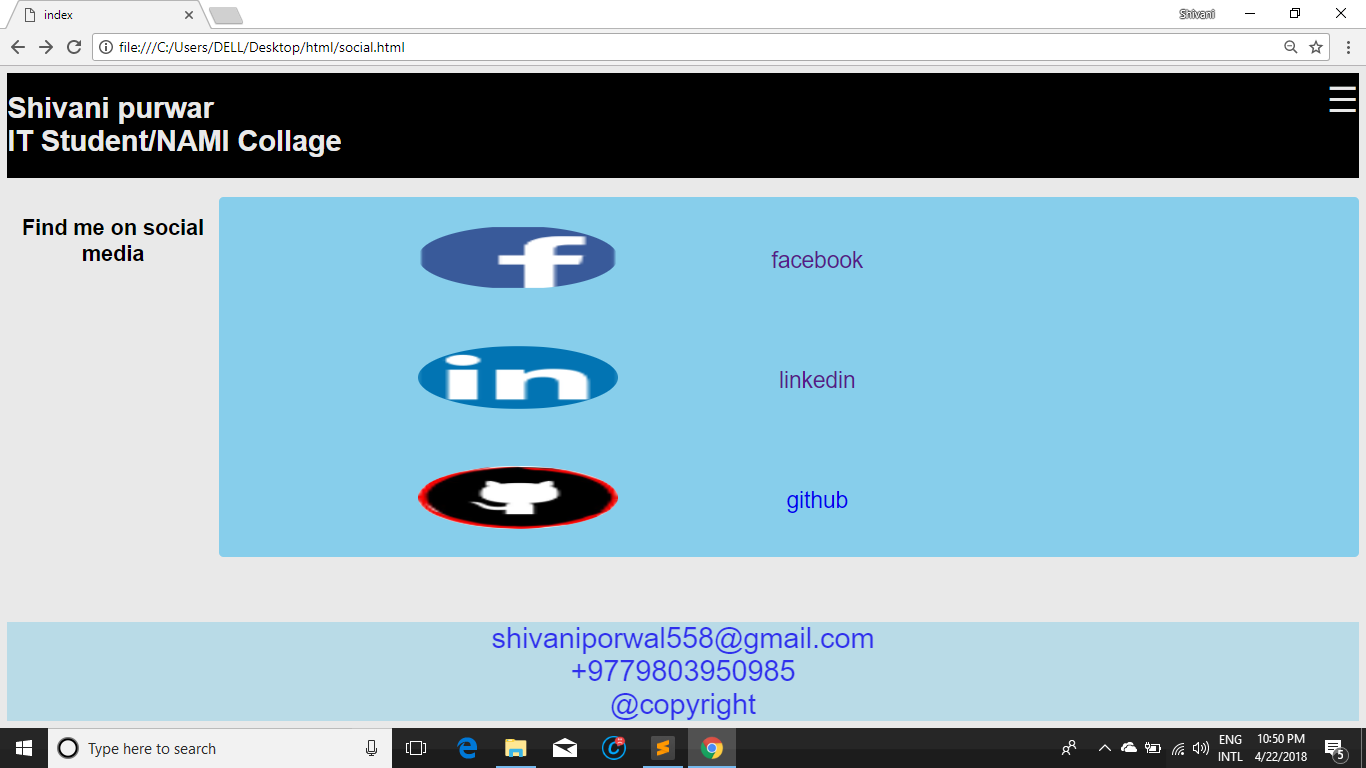 index
Shivani
file:///C:/Users/DELL/Desktop/html/social.html
Shivani purwar
IT Student/NAMI Collage
Find me on social
media
f
facebook
in
linkedin
github
shivaniporwal558@gmail.com
+9779803950985
@copyright
Type here to search
ENG
INTL
10:50 PM
4/22/2018
5